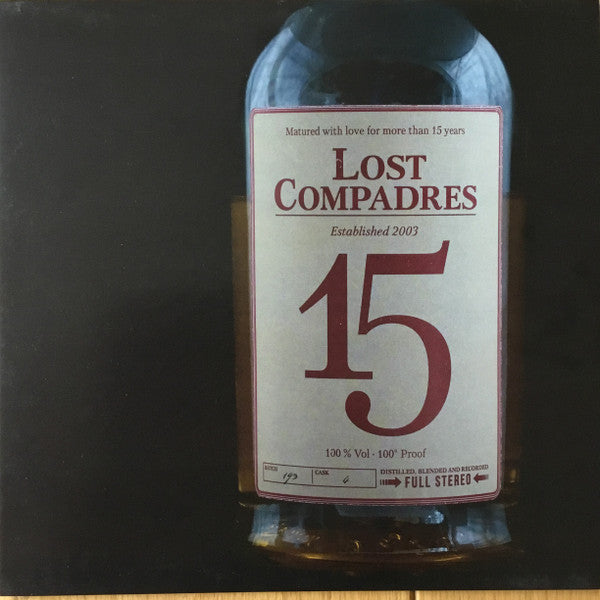 Matured with love for more than 15 years
LOST
COMPADRES
Established 2003
15
100 % Vol · 100° Proof
BATCH
CASK
DISTILLED, BLENDED AND RECORDED
FULL STEREO